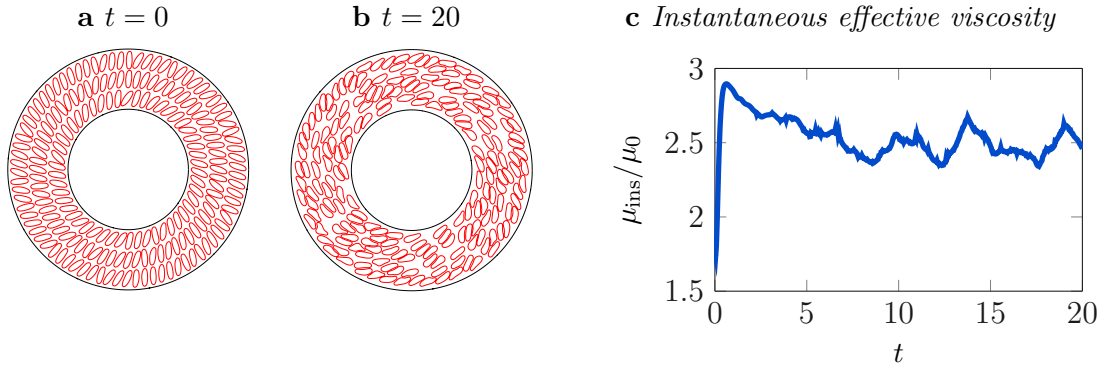 a t = 0
b t = 20
c Instantaneous effective viscosity
3
2.5
2
1.5
μins/μ0
0 5 10 15 20
t